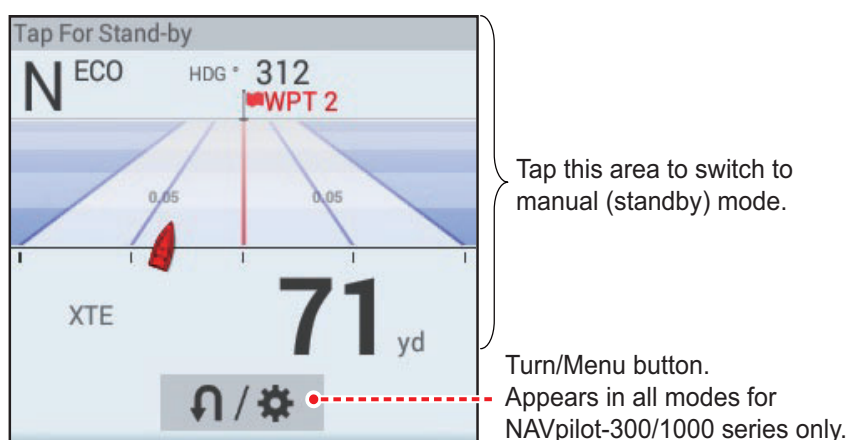 Tap For Stand-by
N ECO HDG ° 312
WPT 2
0.05 0.05
XTE 71 yd
/
Tap this area to switch to
manual (standby) mode.
Turn/Menu button.
Appears in all modes for
NAVpilot-300/1000 series only.